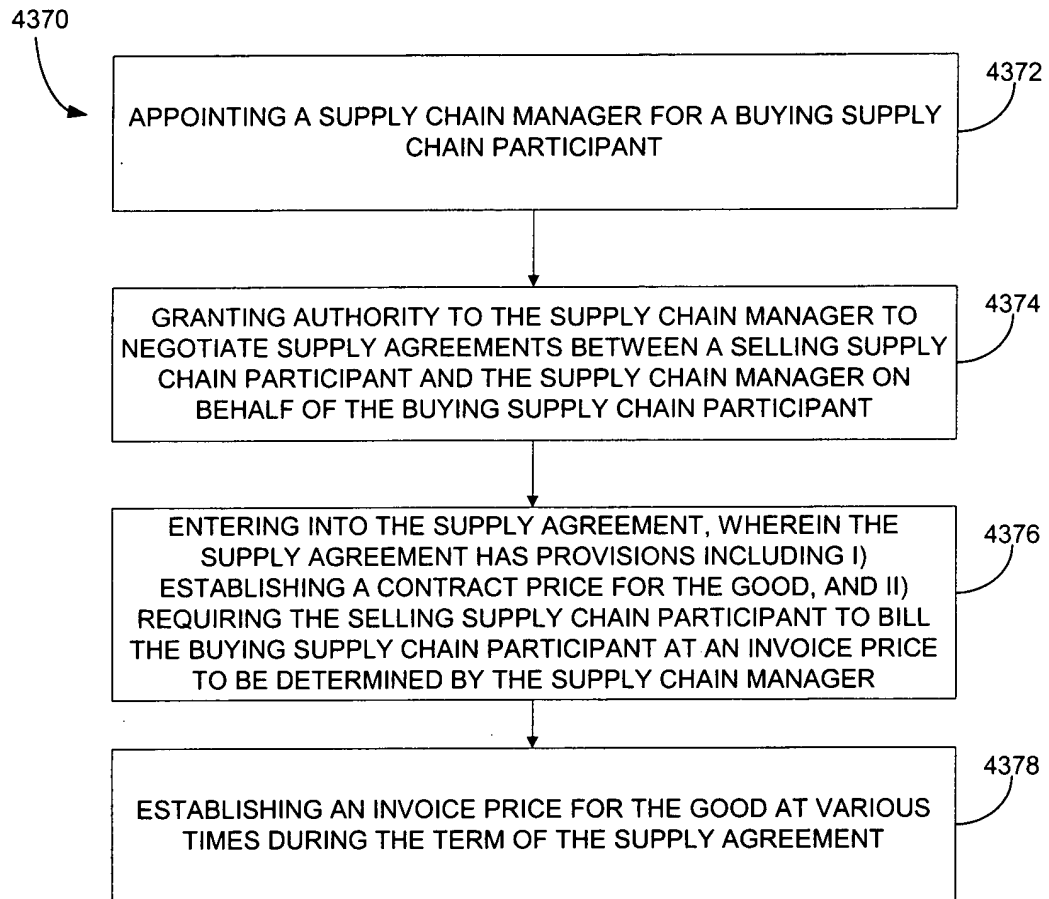 4370
4372
APPOINTING A SUPPLY CHAIN MANAGER FOR A BUYING SUPPLY
CHAIN PARTICIPANT
4374
GRANTING AUTHORITY TO THE SUPPLY CHAIN MANAGER TO
NEGOTIATE SUPPLY AGREEMENTS BETWEEN A SELLING SUPPLY
CHAIN PARTICIPANT AND THE SUPPLY CHAIN MANAGER ON
BEHALF OF THE BUYING SUPPLY CHAIN PARTICIPANT
4376
ENTERING INTO THE SUPPLY AGREEMENT, WHEREIN THE
SUPPLY AGREEMENT HAS PROVISIONS INCLUDING I)
ESTABLISHING A CONTRACT PRICE FOR THE GOOD, AND II)
REQUIRING THE SELLING SUPPLY CHAIN PARTICIPANT TO BILL
THE BUYING SUPPLY CHAIN PARTICIPANT AT AN INVOICE PRICE
TO BE DETERMINED BY THE SUPPLY CHAIN MANAGER
4378
ESTABLISHING AN INVOICE PRICE FOR THE GOOD AT VARIOUS
TIMES DURING THE TERM OF THE SUPPLY AGREEMENT